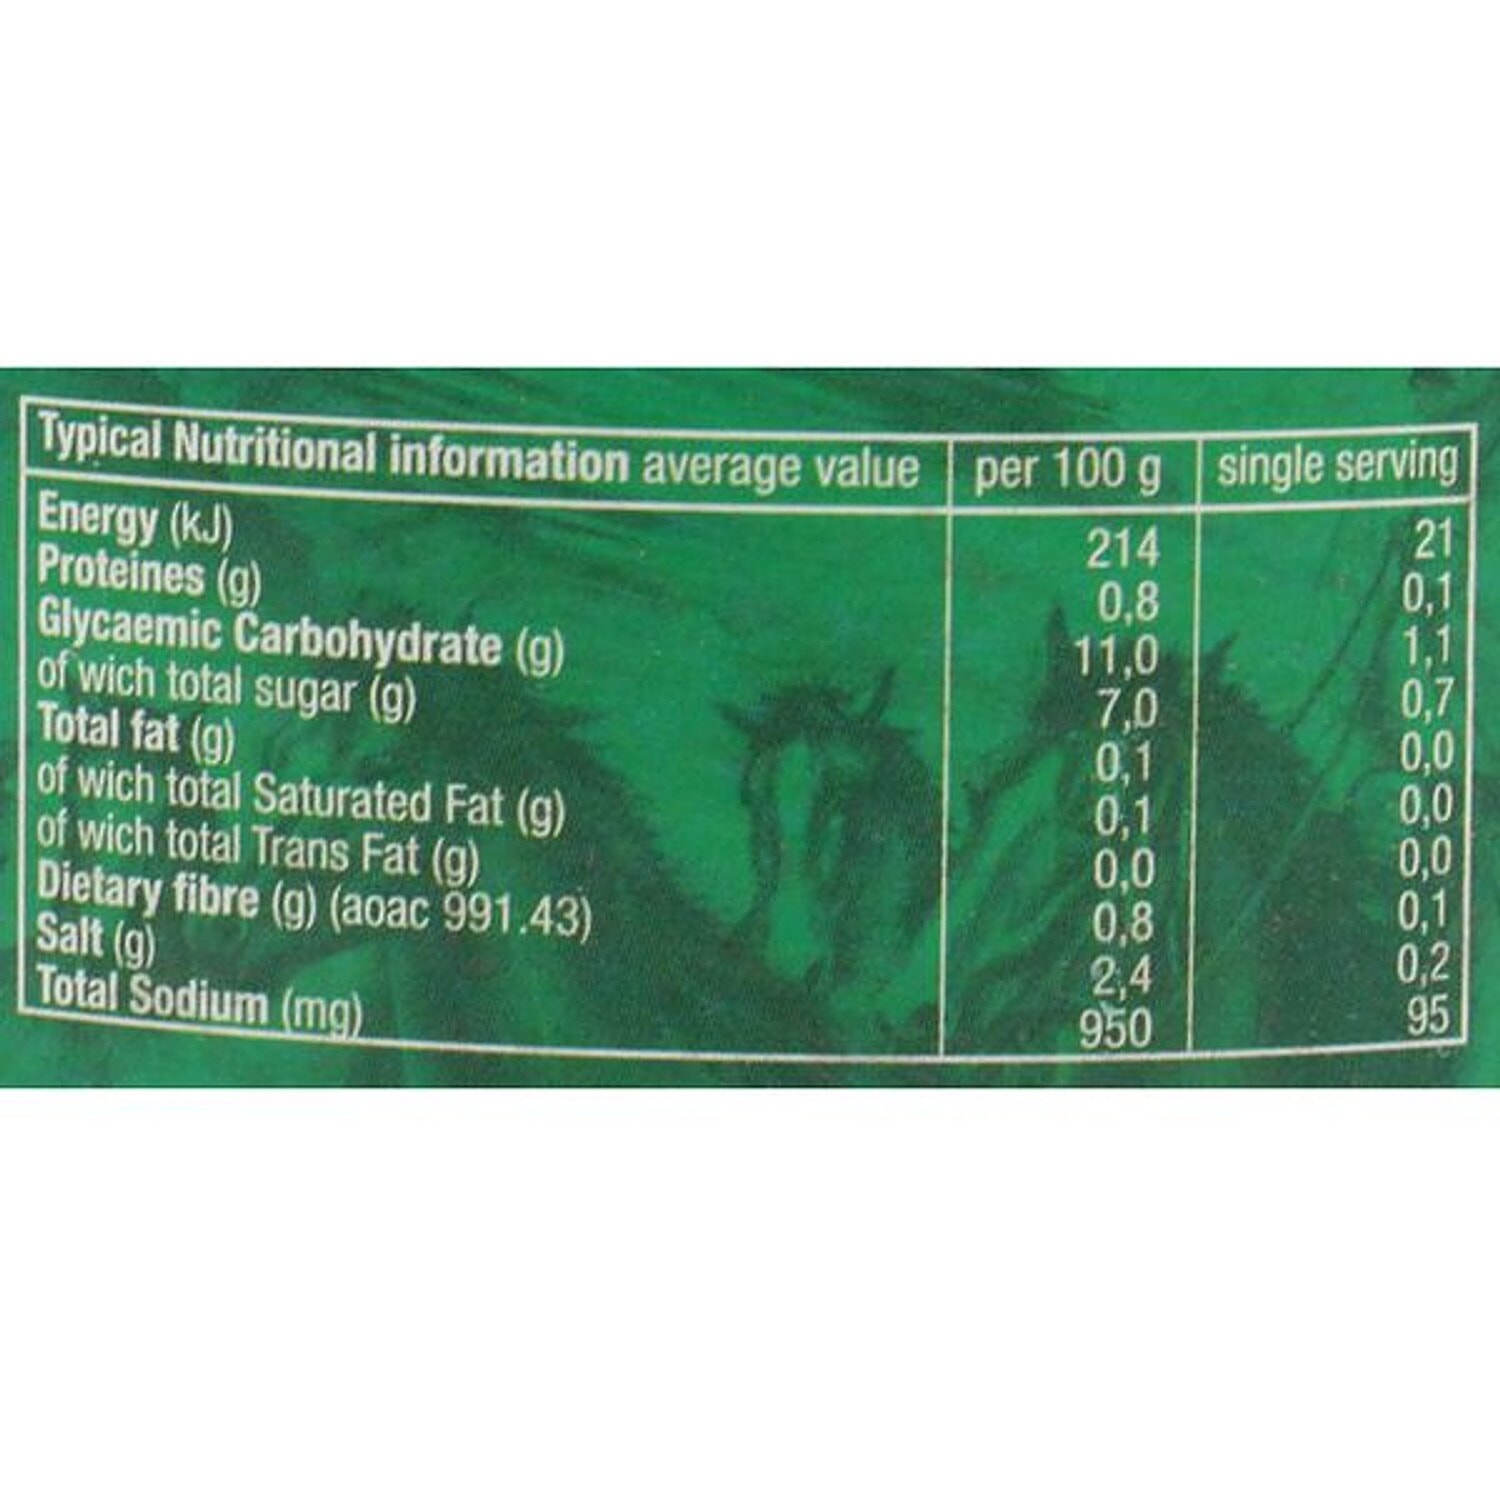 Typical Nutritional information average value per 100 g single serving
Energy (kJ) 214 21
Proteines (g) 0,8 0,1
Glycaemic Carbohydrate (g) 11,0 1,1
of wich total sugar (g) 7,0 0,7
Total fat (g) 0,1 0,0
of wich total Saturated Fat (g) 0,1 0,0
of wich total Trans Fat (g) 0,0 0,0
Dietary fibre (g) (aoac 991.43) 0,8 0,1
Salt (g) 2,4 0,2
Total Sodium (mg) 950 95